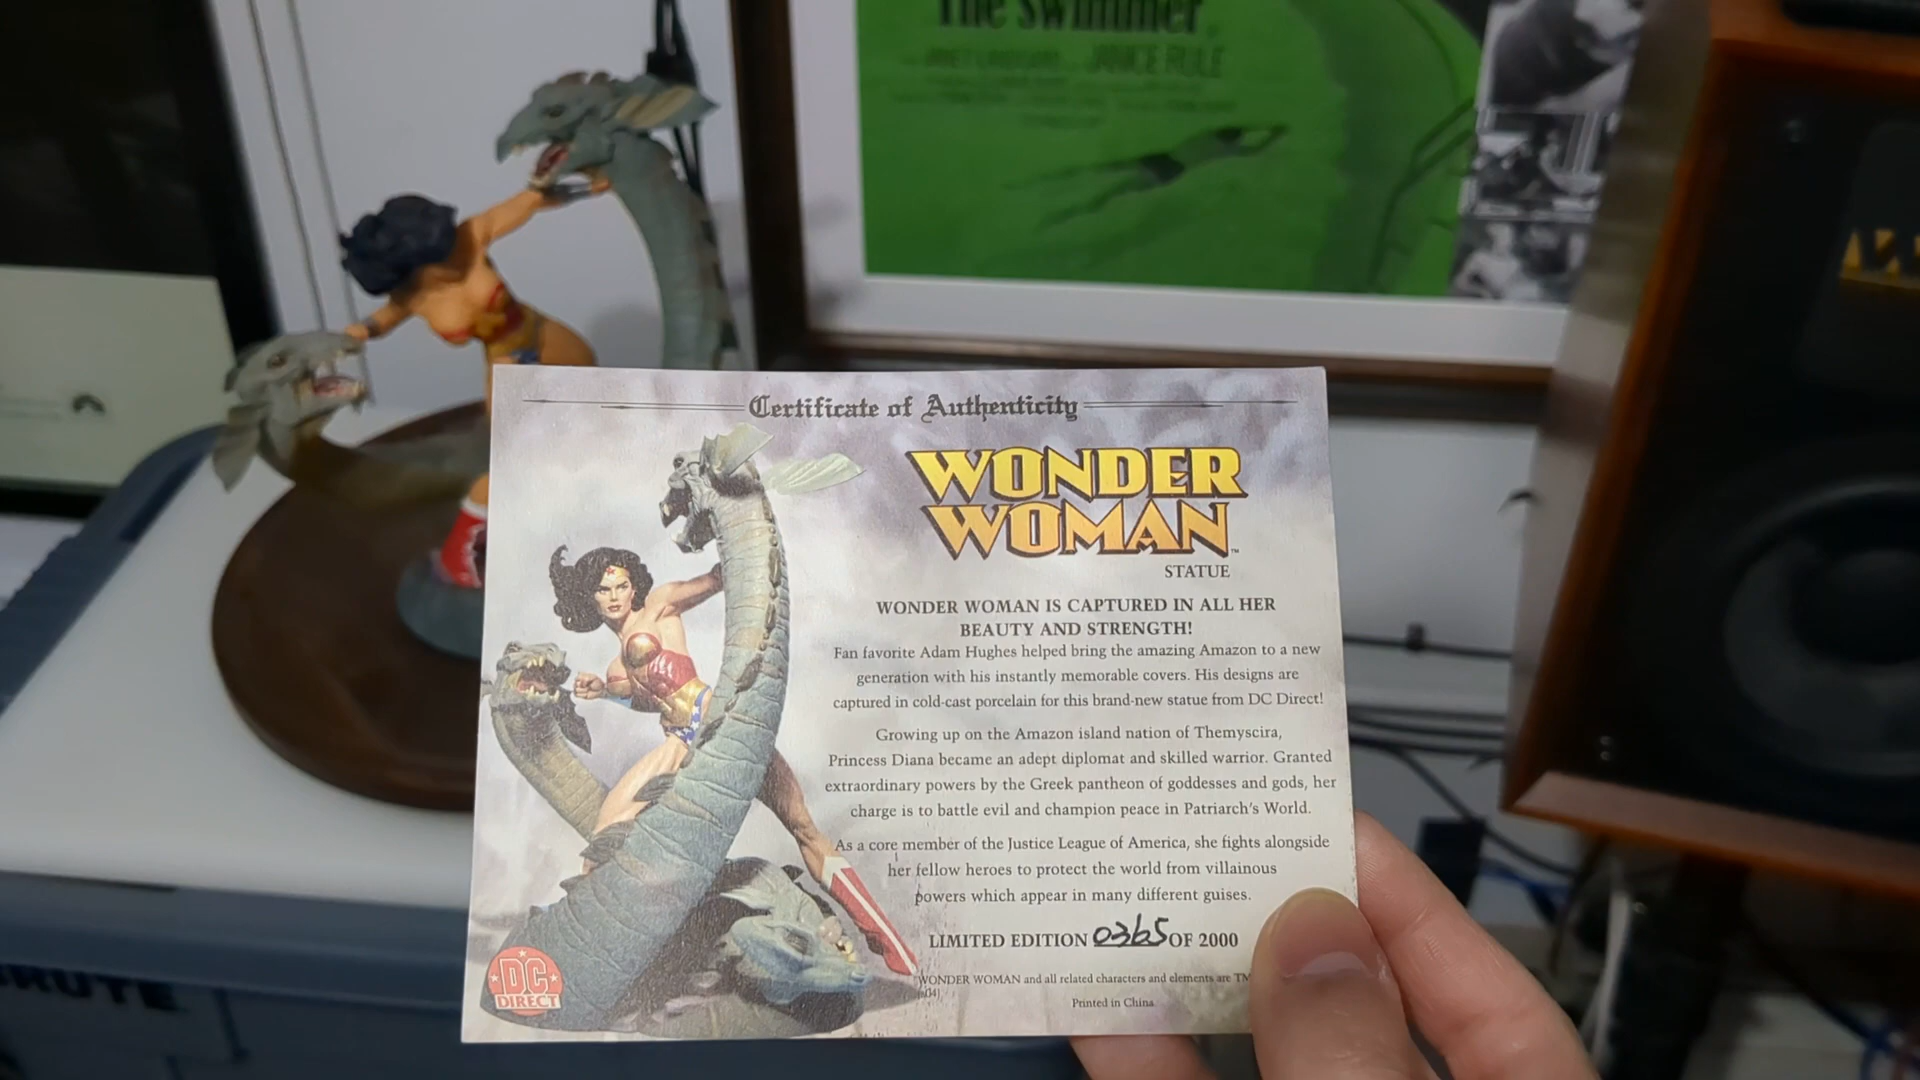 The Swimmer
JANICE RULE
Certificate of Authenticity
WONDER
WOMAN™
STATUE
WONDER WOMAN IS CAPTURED IN ALL HER
BEAUTY AND STRENGTH!
Fan favorite Adam Hughes helped bring the amazing Amazon to a new
generation with his instantly memorable covers. His designs are
captured in cold-cast porcelain for this brand-new statue from DC Direct!
Growing up on the Amazon island nation of Themyscira,
Princess Diana became an adept diplomat and skilled warrior. Granted
extraordinary powers by the Greek pantheon of goddesses and gods, her
charge is to battle evil and champion peace in Patriarch's World.
As a core member of the Justice League of America, she fights alongside
her fellow heroes to protect the world from villainous
powers which appear in many different guises.
LIMITED EDITION 0365 OF 2000
WONDER WOMAN and all related characters and elements are TM
Printed in China
DC
DIRECT
BRUTE